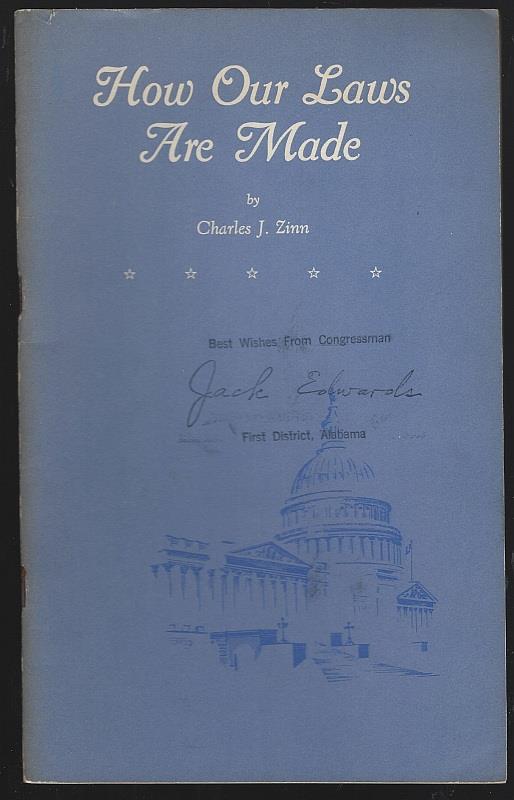 How Our Laws
Are Made
by
Charles J. Zinn
Best Wishes From Congressman
Jack Edwards
First District, Alabama